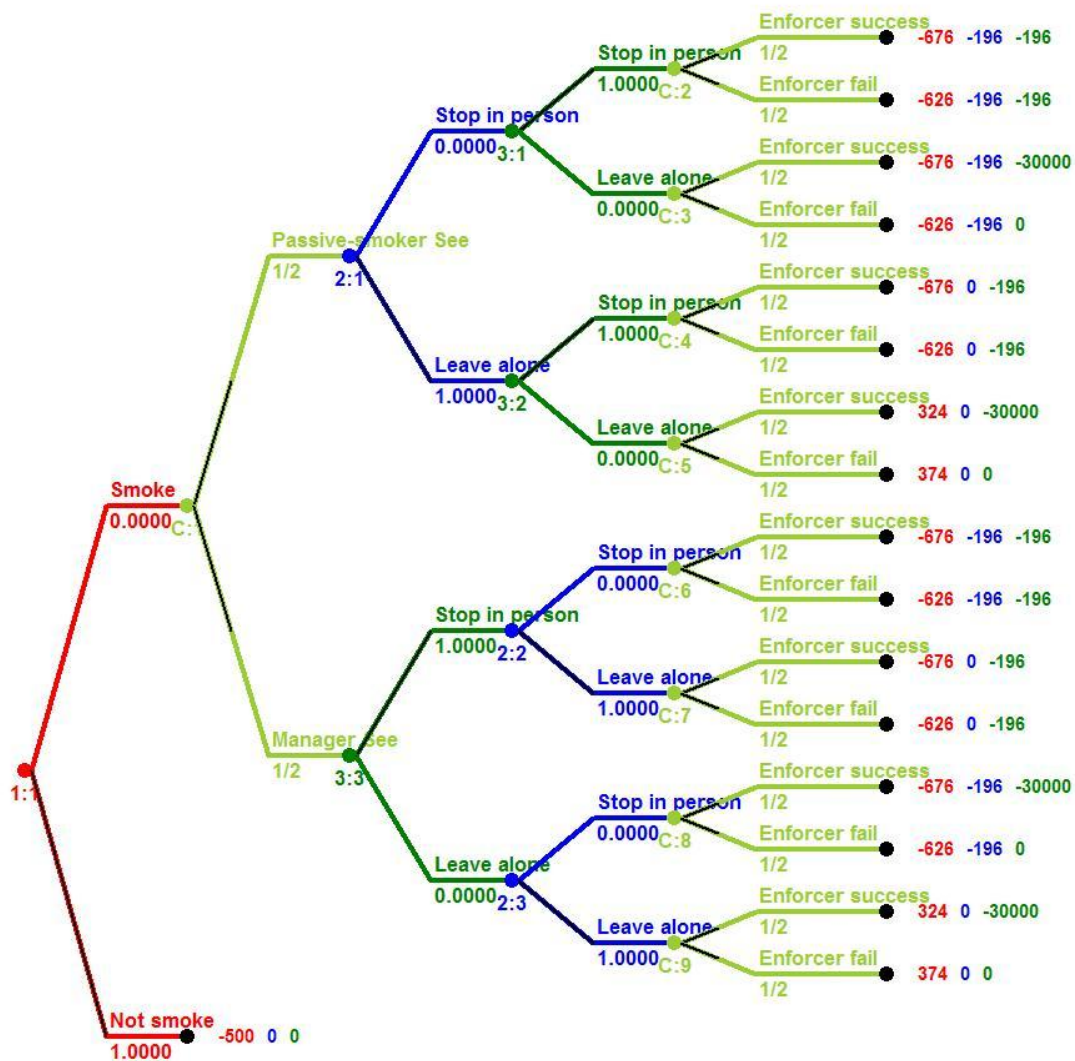 Enforcer success
-676 -196 -196
1/2
Stop in person
1.0000
C:2
Enforcer fail
-626 -196 -196
1/2
Stop in person
0.0000
3:1
Enforcer success
-676 -196 -30000
1/2
Leave alone
0.0000
C:3
Enforcer fail
-626 -196 0
1/2
Passive-smoker See
1/2
2:1
Enforcer success
-676 0 -196
1/2
Stop in person
1.0000
C:4
Enforcer fail
-626 0 -196
1/2
Leave alone
1.0000
3:2
Enforcer success
324 0 -30000
1/2
Leave alone
0.0000
C:5
Enforcer fail
374 0 0
1/2
Smoke
0.0000
C:
Enforcer success
-676 -196 -196
1/2
Stop in person
0.0000
C:6
Enforcer fail
-626 -196 -196
1/2
Stop in person
1.0000
2:2
Enforcer success
-676 0 -196
1/2
Leave alone
1.0000
C:7
Enforcer fail
-626 0 -196
1/2
Manager See
1/2
3:3
1:1
Enforcer success
-676 -196 -30000
1/2
Stop in person
0.0000
C:8
Enforcer fail
-626 -196 0
1/2
Leave alone
0.0000
2:3
Enforcer success
324 0 -30000
1/2
Leave alone
1.0000
C:9
Enforcer fail
374 0 0
1/2
Not smoke
-500 0 0
1.0000